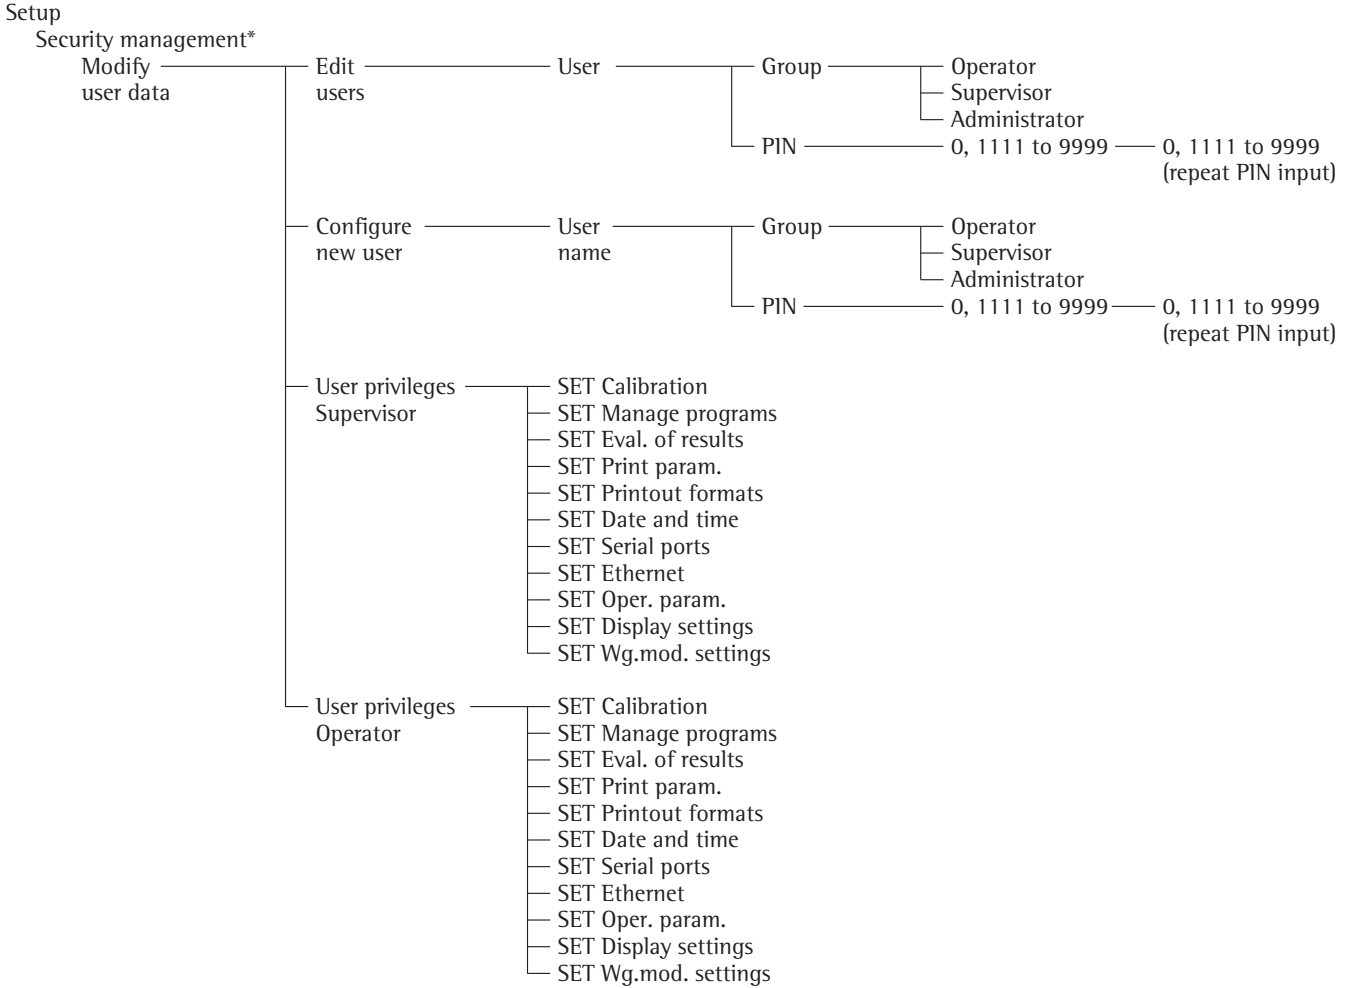 Setup
Security management*
Modify Edit User Group Operator
user data users Supervisor
Administrator
PIN 0, 1111 to 9999 0, 1111 to 9999
(repeat PIN input)
Configure User Group Operator
new user name Supervisor
Administrator
PIN 0, 1111 to 9999 0, 1111 to 9999
(repeat PIN input)
User privileges SET Calibration
Supervisor SET Manage programs
SET Eval. of results
SET Print param.
SET Printout formats
SET Date and time
SET Serial ports
SET Ethernet
SET Oper. param.
SET Display settings
SET Wg.mod. settings
User privileges SET Calibration
Operator SET Manage programs
SET Eval. of results
SET Print param.
SET Printout formats
SET Date and time
SET Serial ports
SET Ethernet
SET Oper. param.
SET Display settings
SET Wg.mod. settings